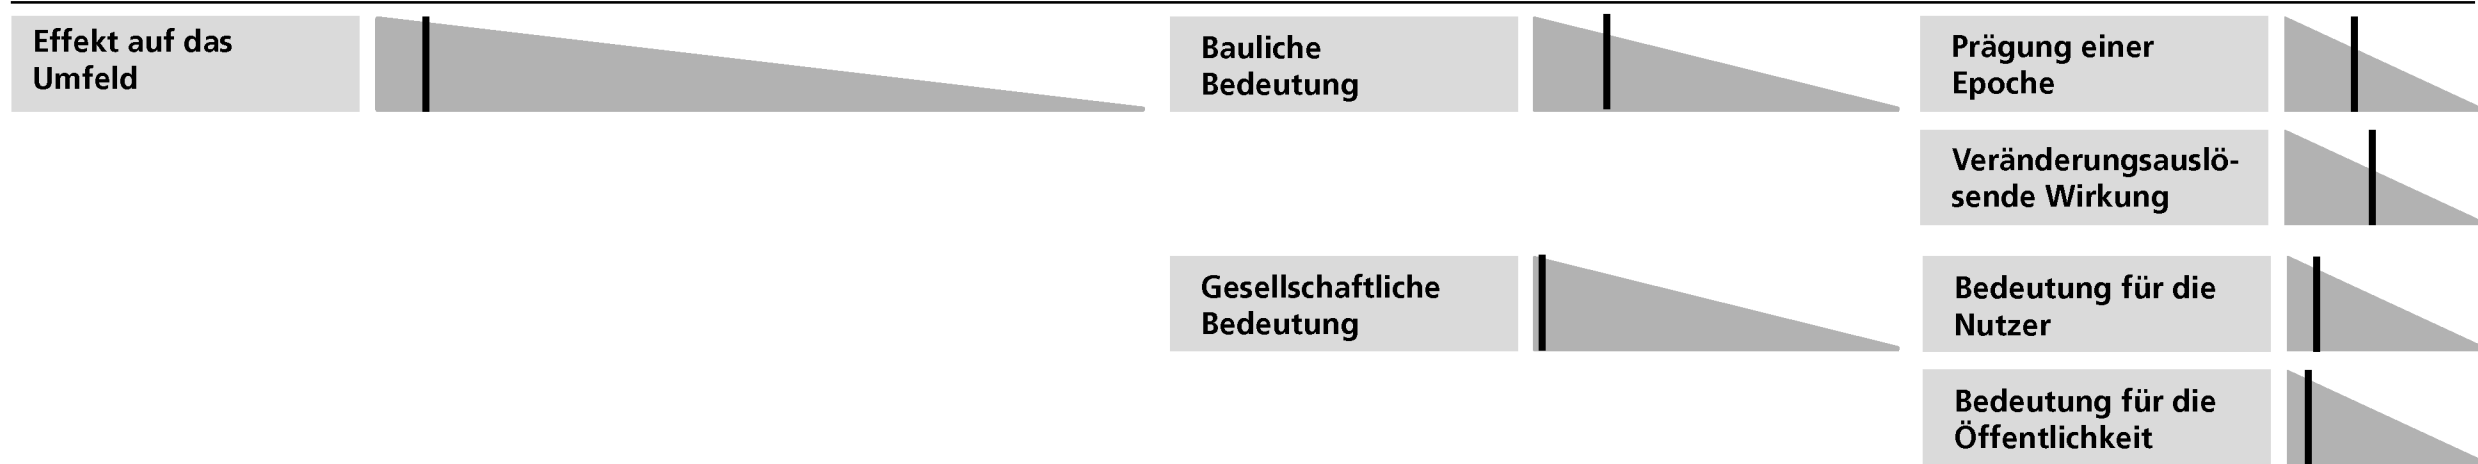 Effekt auf das
Umfeld
Bauliche
Bedeutung
Prägung einer
Epoche
Veränderungsauslö-
sende Wirkung
Gesellschaftliche
Bedeutung
Bedeutung für die
Nutzer
Bedeutung für die
Öffentlichkeit